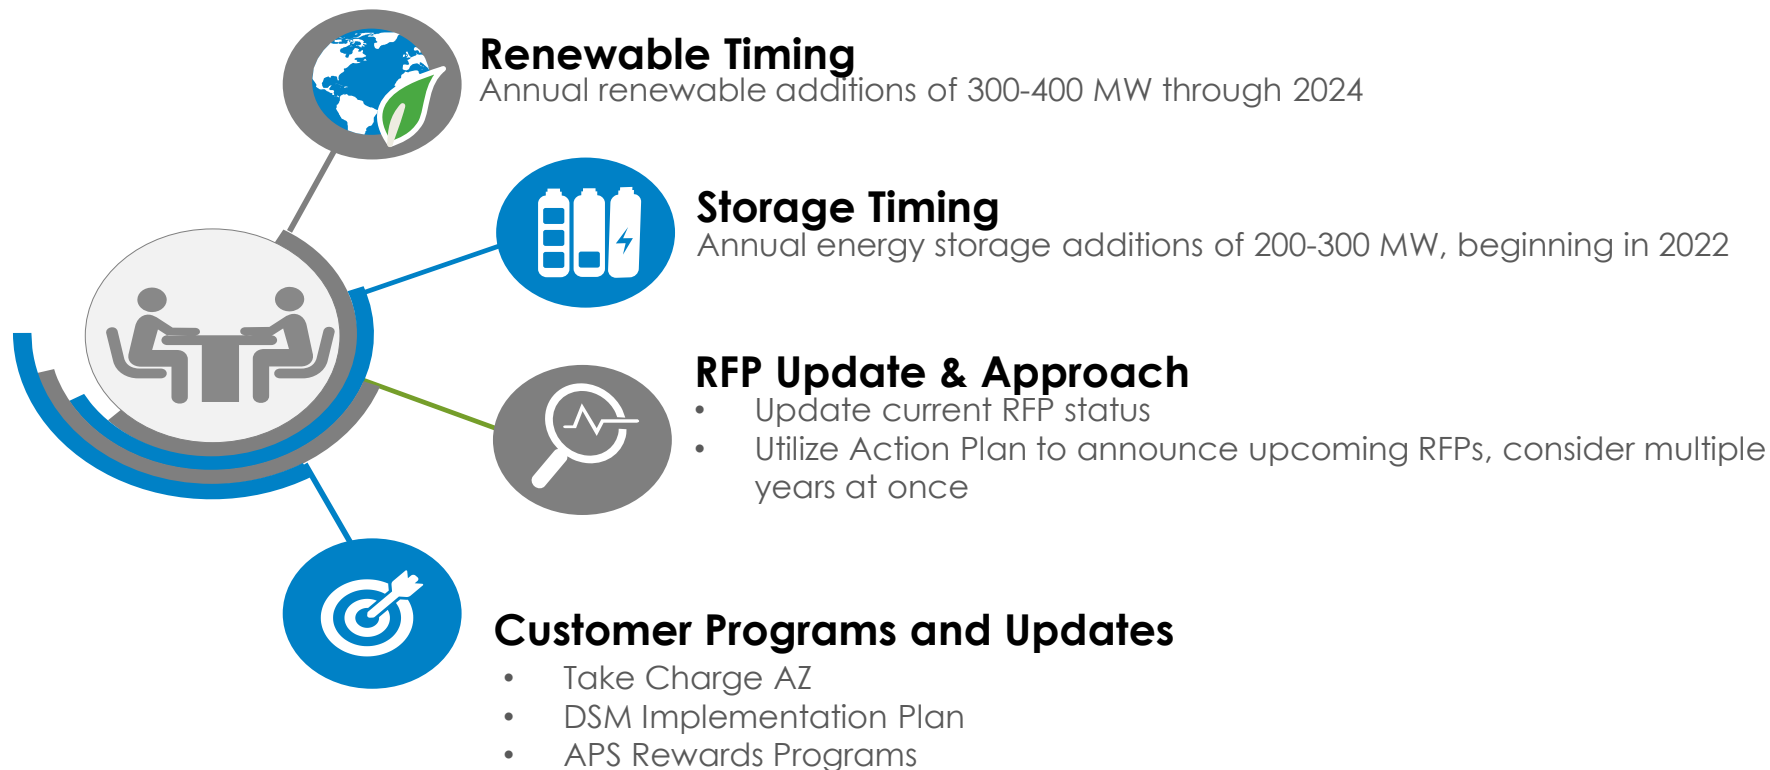 Renewable Timing
Annual renewable additions of 300-400 MW through 2024
Storage Timing
Annual energy storage additions of 200-300 MW, beginning in 2022
RFP Update & Approach
• Update current RFP status
• Utilize Action Plan to announce upcoming RFPs, consider multiple
years at once
Customer Programs and Updates
• Take Charge AZ
• DSM Implementation Plan
• APS Rewards Programs